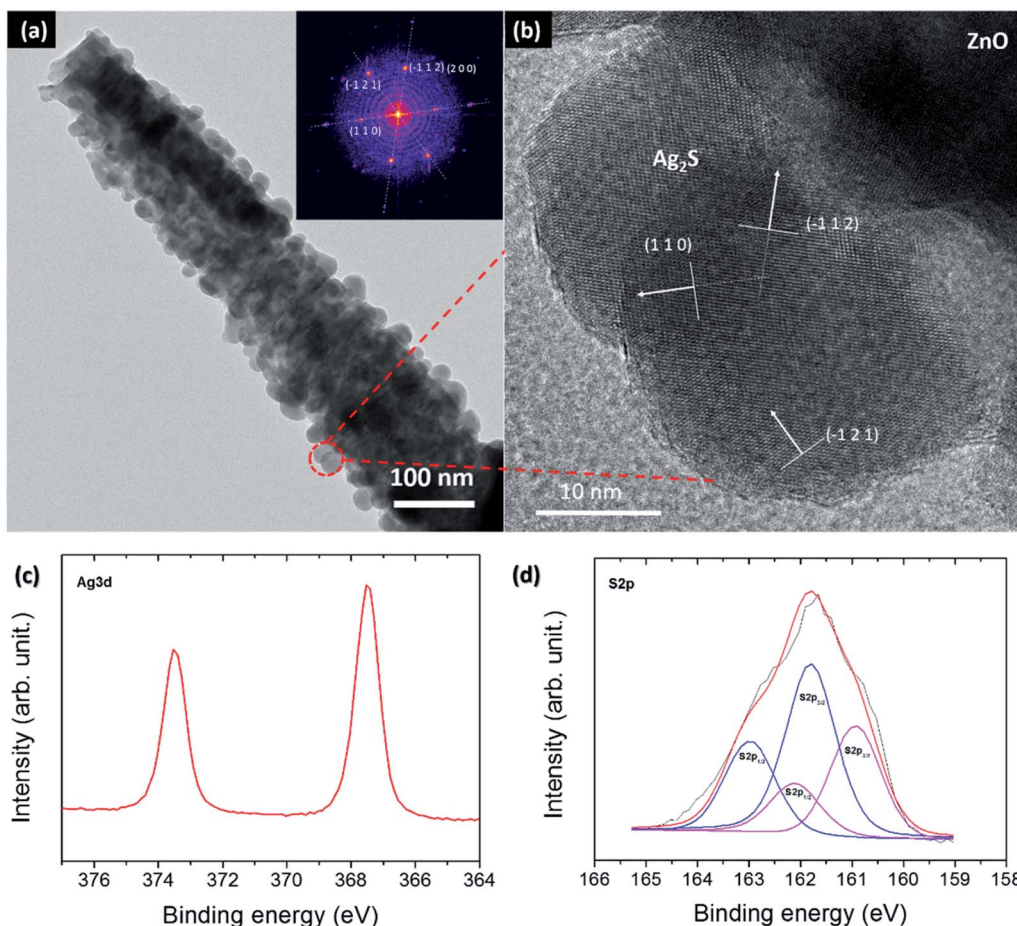 (a)
(-1 2 1)
(-1 1 2)
(2 0 0)
(1 1 0)
100 nm
(b)
ZnO
Ag₂S
(-1 1 2)
(1 1 0)
(-1 2 1)
10 nm
(c)
Ag3d
Intensity (arb. unit.)
376 374 372 370 368 366 364
Binding energy (eV)
(d)
S2p
Intensity (arb. unit.)
S2p₃/₂
S2p₁/₂
S2p₃/₂
S2p₁/₂
166 165 164 163 162 161 160 159 158
Binding energy (eV)